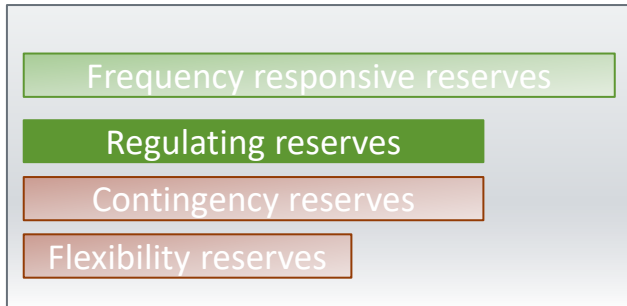 Frequency responsive reserves
Regulating reserves
Contingency reserves
Flexibility reserves